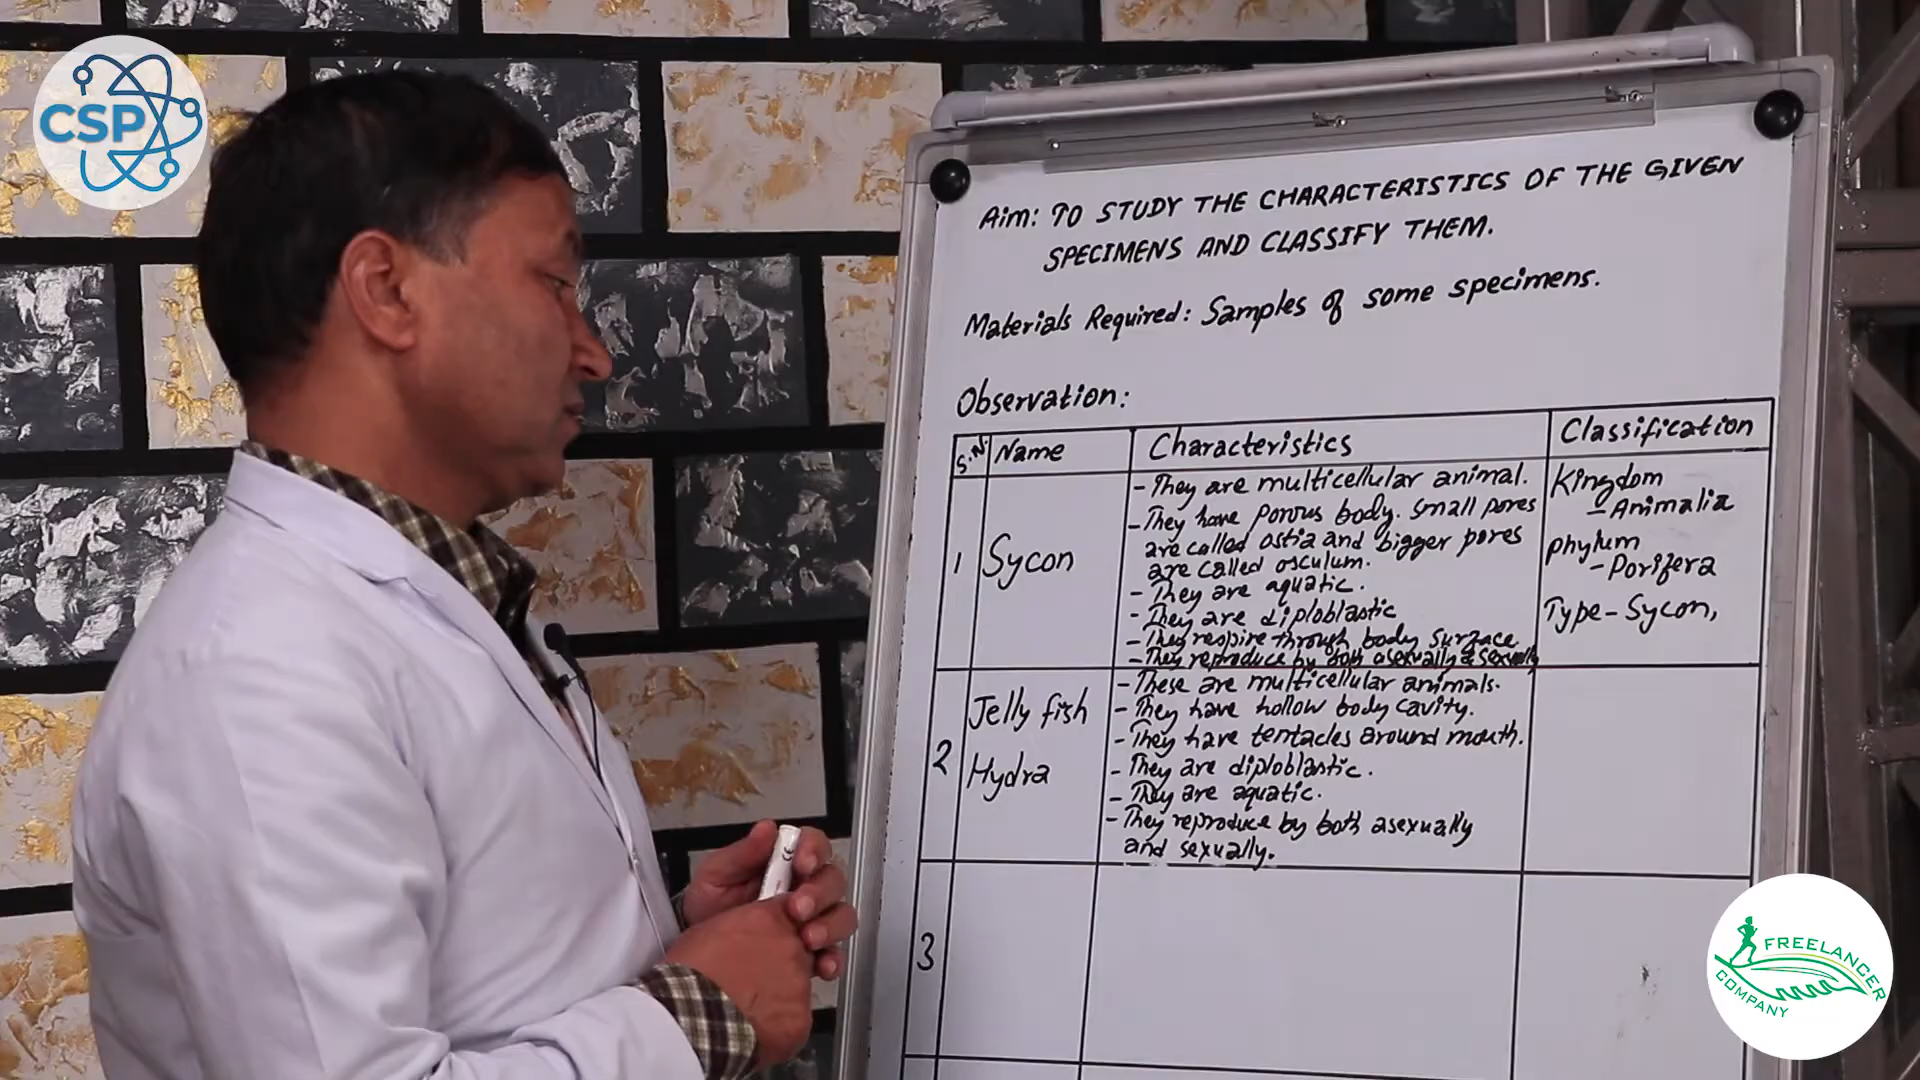 CSP
Aim: TO STUDY THE CHARACTERISTICS OF THE GIVEN
SPECIMENS AND CLASSIFY THEM.
Materials Required: Samples of some specimens.
Observation:
S.N. Name Characteristics Classification
1 Sycon
- They are multicellular animal.
- They have porous body. small pores
are called ostia and bigger pores
are called osculum.
- They are aquatic.
- They are diploblastic
- They respire through body surface.
- They reproduce by both asexually & sexually
Kingdom
- Animalia
phylum
- Porifera
Type - Sycon,
2 Jelly fish
Hydra
- These are multicellular animals.
- They have hollow body cavity.
- They have tentacles around mouth.
- They are diploblastic.
- They are aquatic.
- They reproduce by both asexually
and sexually.
3
FREELANCER
COMPANY